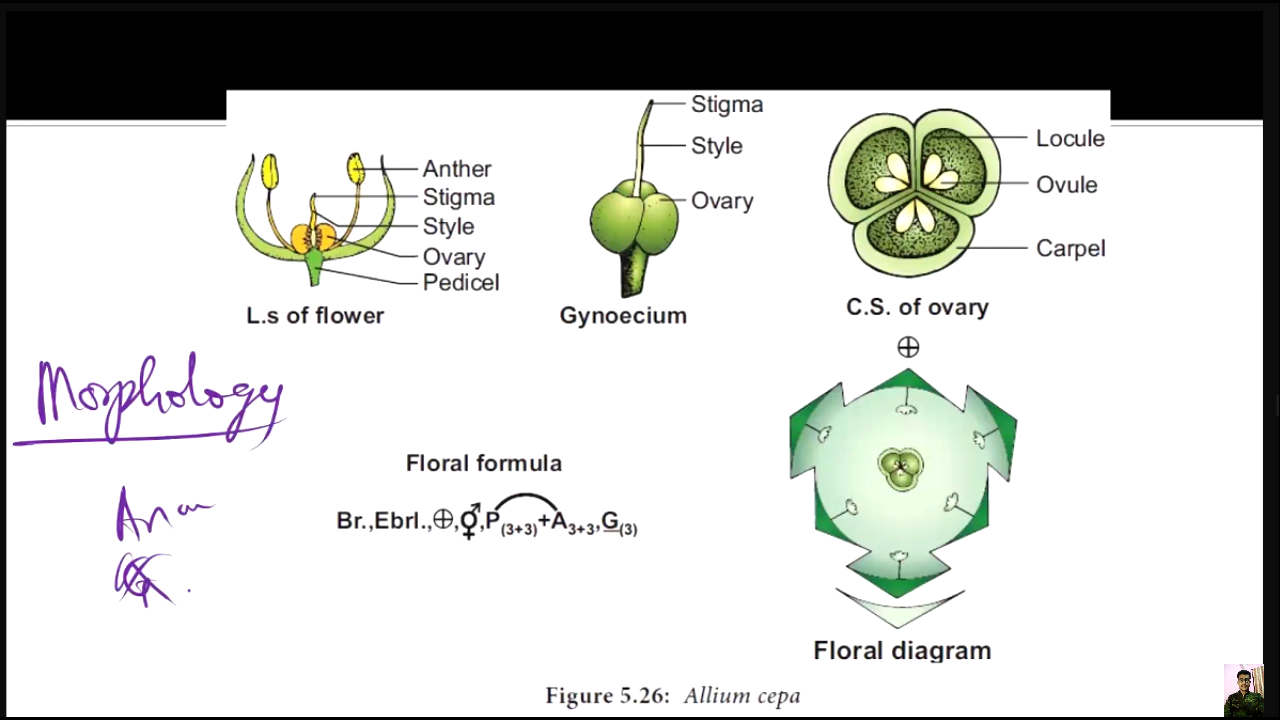 Anther
Stigma
Style
Ovary
Pedicel
L.s of flower
Stigma
Style
Ovary
Gynoecium
Locule
Ovule
Carpel
C.S. of ovary
Morphology
Floral formula
Br.,Ebrl.,⊕,⚥,P(3+3)+A3+3,G(3)
Floral diagram
Figure 5.26: Allium cepa